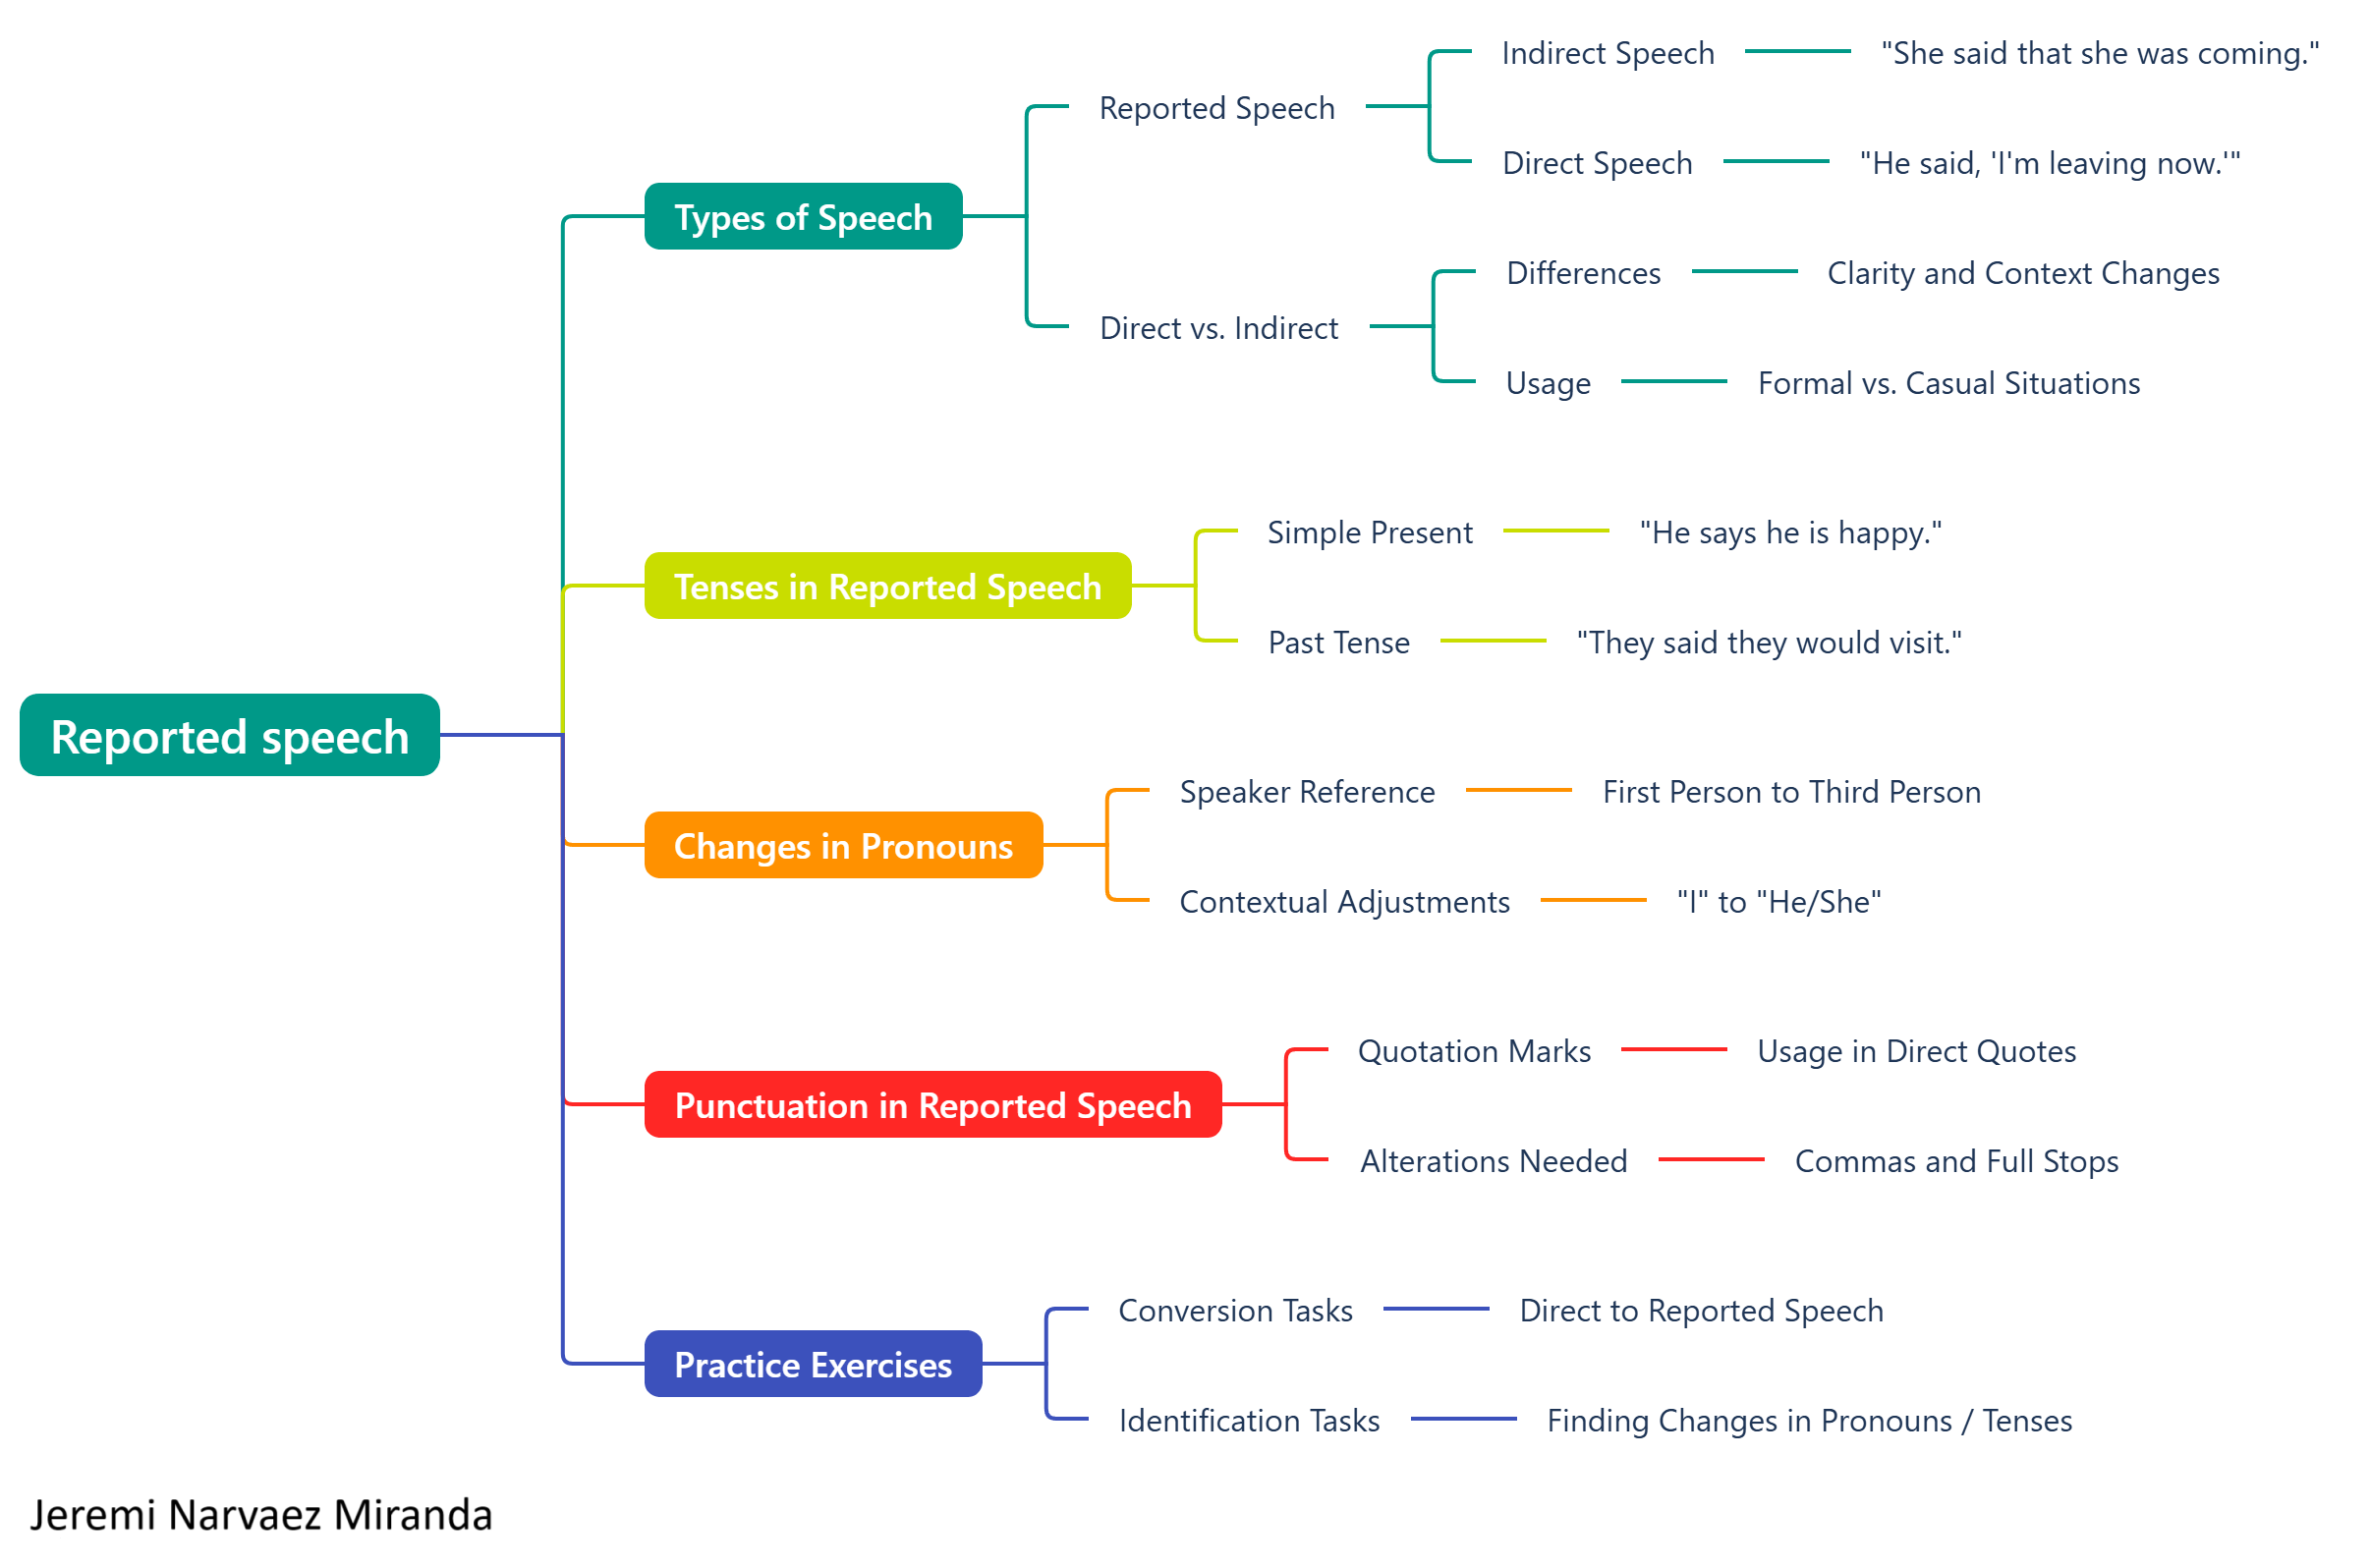 Reported speech
Types of Speech
Reported Speech
Indirect Speech
"She said that she was coming."
Direct Speech
"He said, 'I'm leaving now.'"
Direct vs. Indirect
Differences
Clarity and Context Changes
Usage
Formal vs. Casual Situations
Tenses in Reported Speech
Simple Present
"He says he is happy."
Past Tense
"They said they would visit."
Changes in Pronouns
Speaker Reference
First Person to Third Person
Contextual Adjustments
"I" to "He/She"
Punctuation in Reported Speech
Quotation Marks
Usage in Direct Quotes
Alterations Needed
Commas and Full Stops
Practice Exercises
Conversion Tasks
Direct to Reported Speech
Identification Tasks
Finding Changes in Pronouns / Tenses
Jeremi Narvaez Miranda